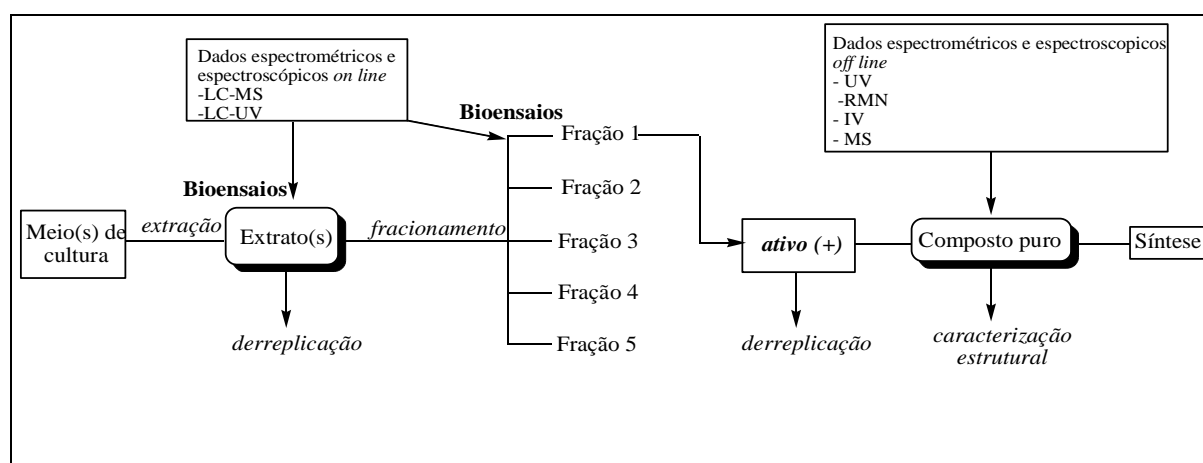 Dados espectrométricos e
espectroscópicos on line
-LC-MS
-LC-UV
Dados espectrométricos e espectroscopicos
off line
- UV
-RMN
- IV
- MS
Bioensaios
Bioensaios
Meio(s) de
cultura
extração
Extrato(s)
fracionamento
Fração 1
Fração 2
Fração 3
Fração 4
Fração 5
ativo (+)
Composto puro
Síntese
derreplicação
derreplicação
caracterização
estrutural